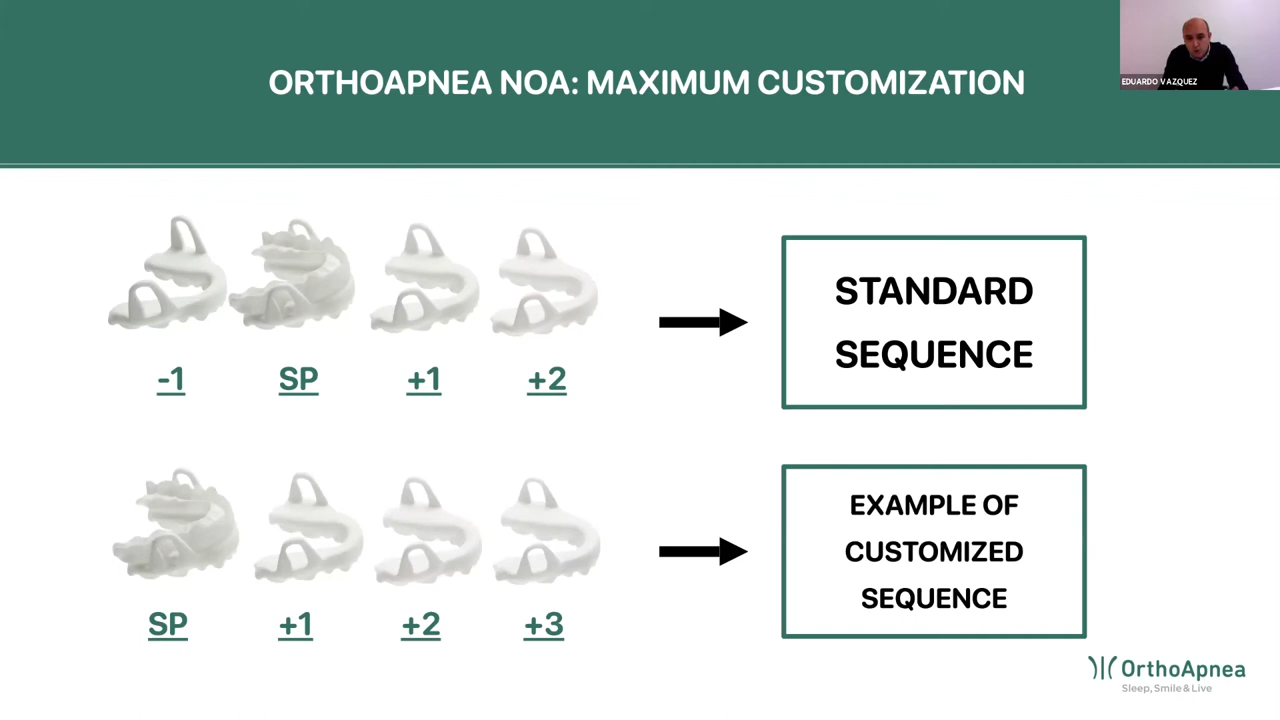 ORTHOAPNEA NOA: MAXIMUM CUSTOMIZATION
EDUARDO VAZQUEZ
-1 SP +1 +2
STANDARD
SEQUENCE
SP +1 +2 +3
EXAMPLE OF
CUSTOMIZED
SEQUENCE
OrthoApnea
Sleep, Smile & Live